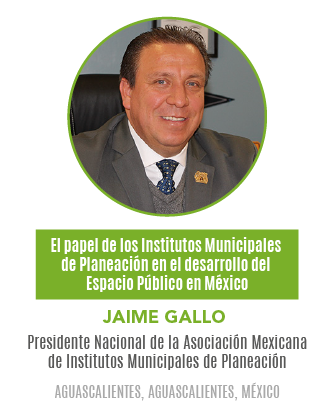 El papel de los Institutos Municipales
de Planeación en el desarrollo del
Espacio Público en México
JAIME GALLO
Presidente Nacional de la Asociación Mexicana
de Institutos Municipales de Planeación
AGUASCALIENTES, AGUASCALIENTES, MÉXICO